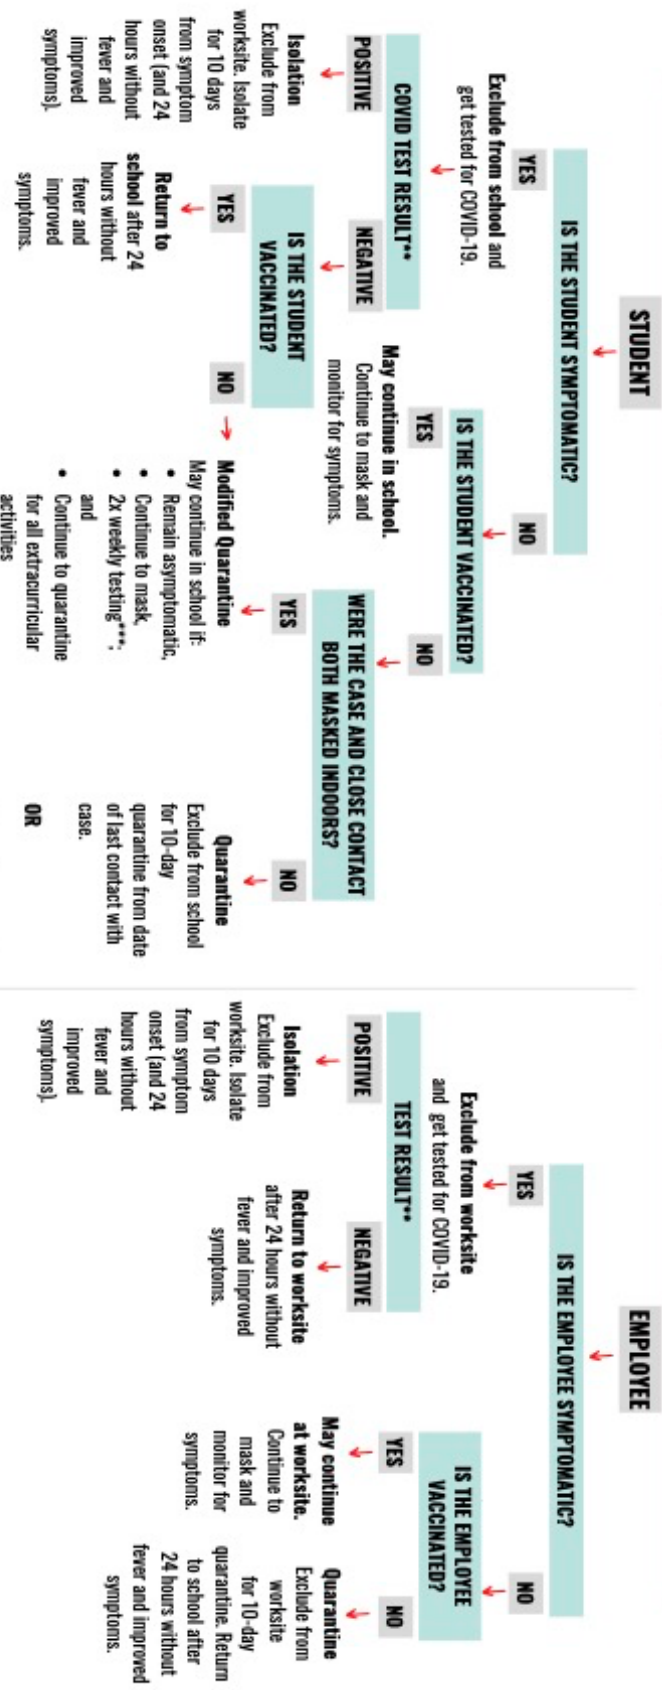 STUDENT
IS THE STUDENT SYMPTOMATIC?
YES
NO
Exclude from school and
get tested for COVID-19.
COVID TEST RESULT**
POSITIVE
NEGATIVE
Isolation
Exclude from
worksite. Isolate
for 10 days
from symptom
onset (and 24
hours without
fever and
improved
symptoms).
IS THE STUDENT
VACCINATED?
YES
NO
Return to
school after 24
hours without
fever and
improved
symptoms.
IS THE STUDENT VACCINATED?
YES
NO
May continue in school.
Continue to mask and
monitor for symptoms.
WERE THE CASE AND CLOSE CONTACT
BOTH MASKED INDOORS?
YES
NO
Modified Quarantine
May continue in school if:
• Remain asymptomatic,
• Continue to mask,
• 2x weekly testing***;
and
• Continue to quarantine
for all extracurricular
activities
Quarantine
Exclude from school
for 10-day
quarantine from date
of last contact with
case.
OR
EMPLOYEE
IS THE EMPLOYEE SYMPTOMATIC?
YES
NO
Exclude from worksite
and get tested for COVID-19.
TEST RESULT**
POSITIVE
NEGATIVE
Isolation
Exclude from
worksite. Isolate
for 10 days
from symptom
onset (and 24
hours without
fever and
improved
symptoms).
Return to worksite
after 24 hours without
fever and improved
symptoms.
IS THE EMPLOYEE
VACCINATED?
YES
NO
May continue
at worksite.
Continue to
mask and
monitor for
symptoms.
Quarantine
Exclude from
worksite
for 10-day
quarantine. Return
to school after
24 hours without
fever and improved
symptoms.